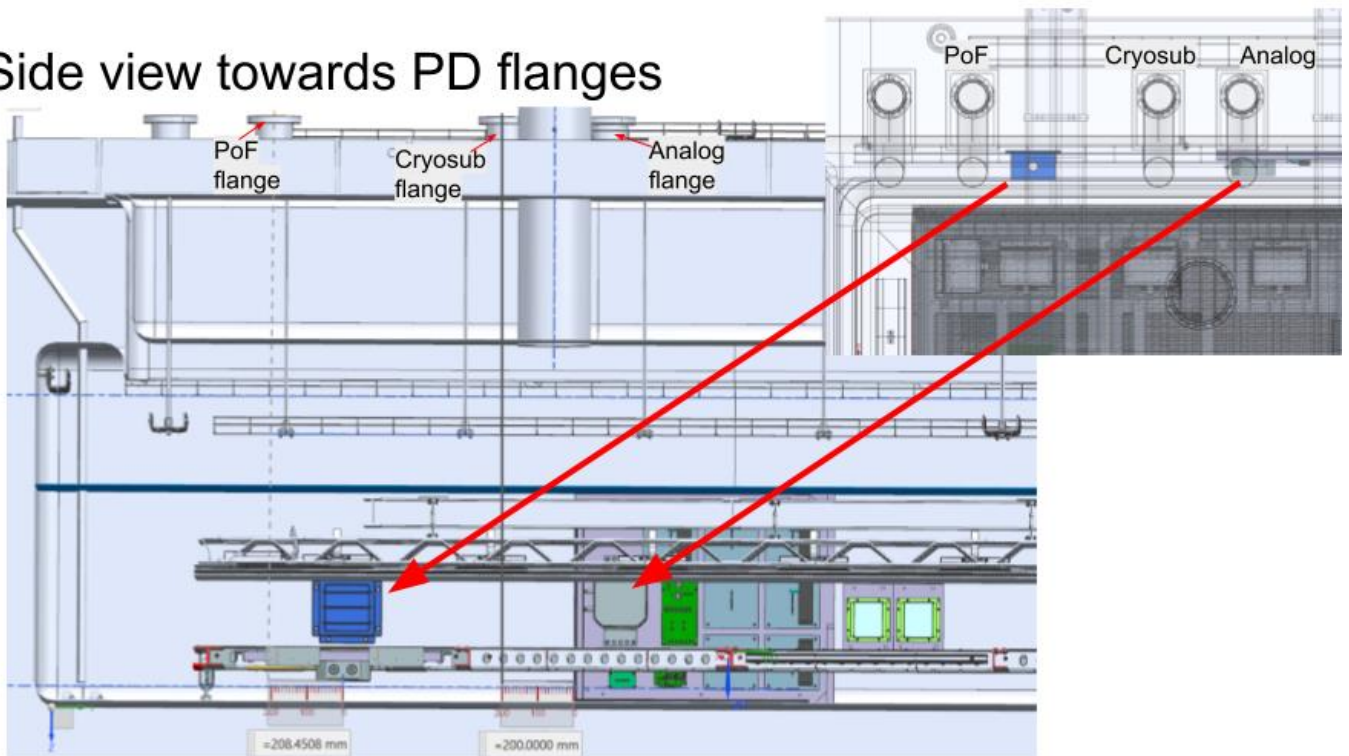 Side view towards PD flanges
PoF
Cryosub
Analog
PoF
flange
Cryosub
flange
Analog
flange
=208.4508 mm
=200.0000 mm